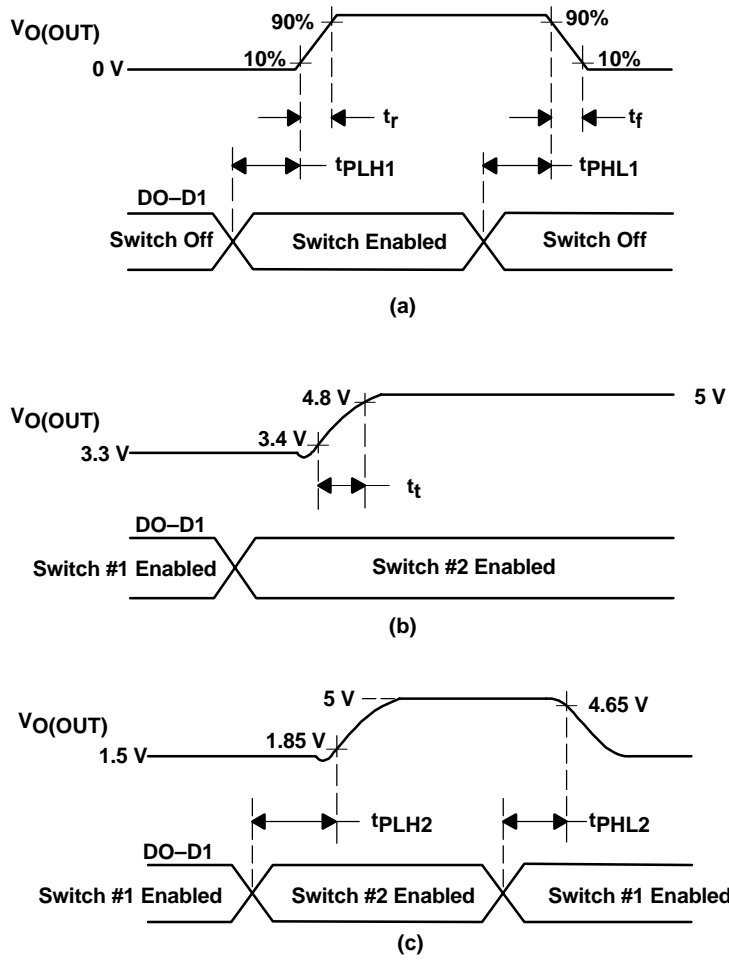 VO(OUT)
90%
90%
10%
10%
0 V
tr
tf
tPLH1
tPHL1
DO–D1
Switch Off
Switch Enabled
Switch Off
(a)
4.8 V
5 V
VO(OUT)
3.4 V
3.3 V
tt
DO–D1
Switch #1 Enabled
Switch #2 Enabled
(b)
5 V
4.65 V
VO(OUT)
1.85 V
1.5 V
tPLH2
tPHL2
DO–D1
Switch #1 Enabled
Switch #2 Enabled
Switch #1 Enabled
(c)